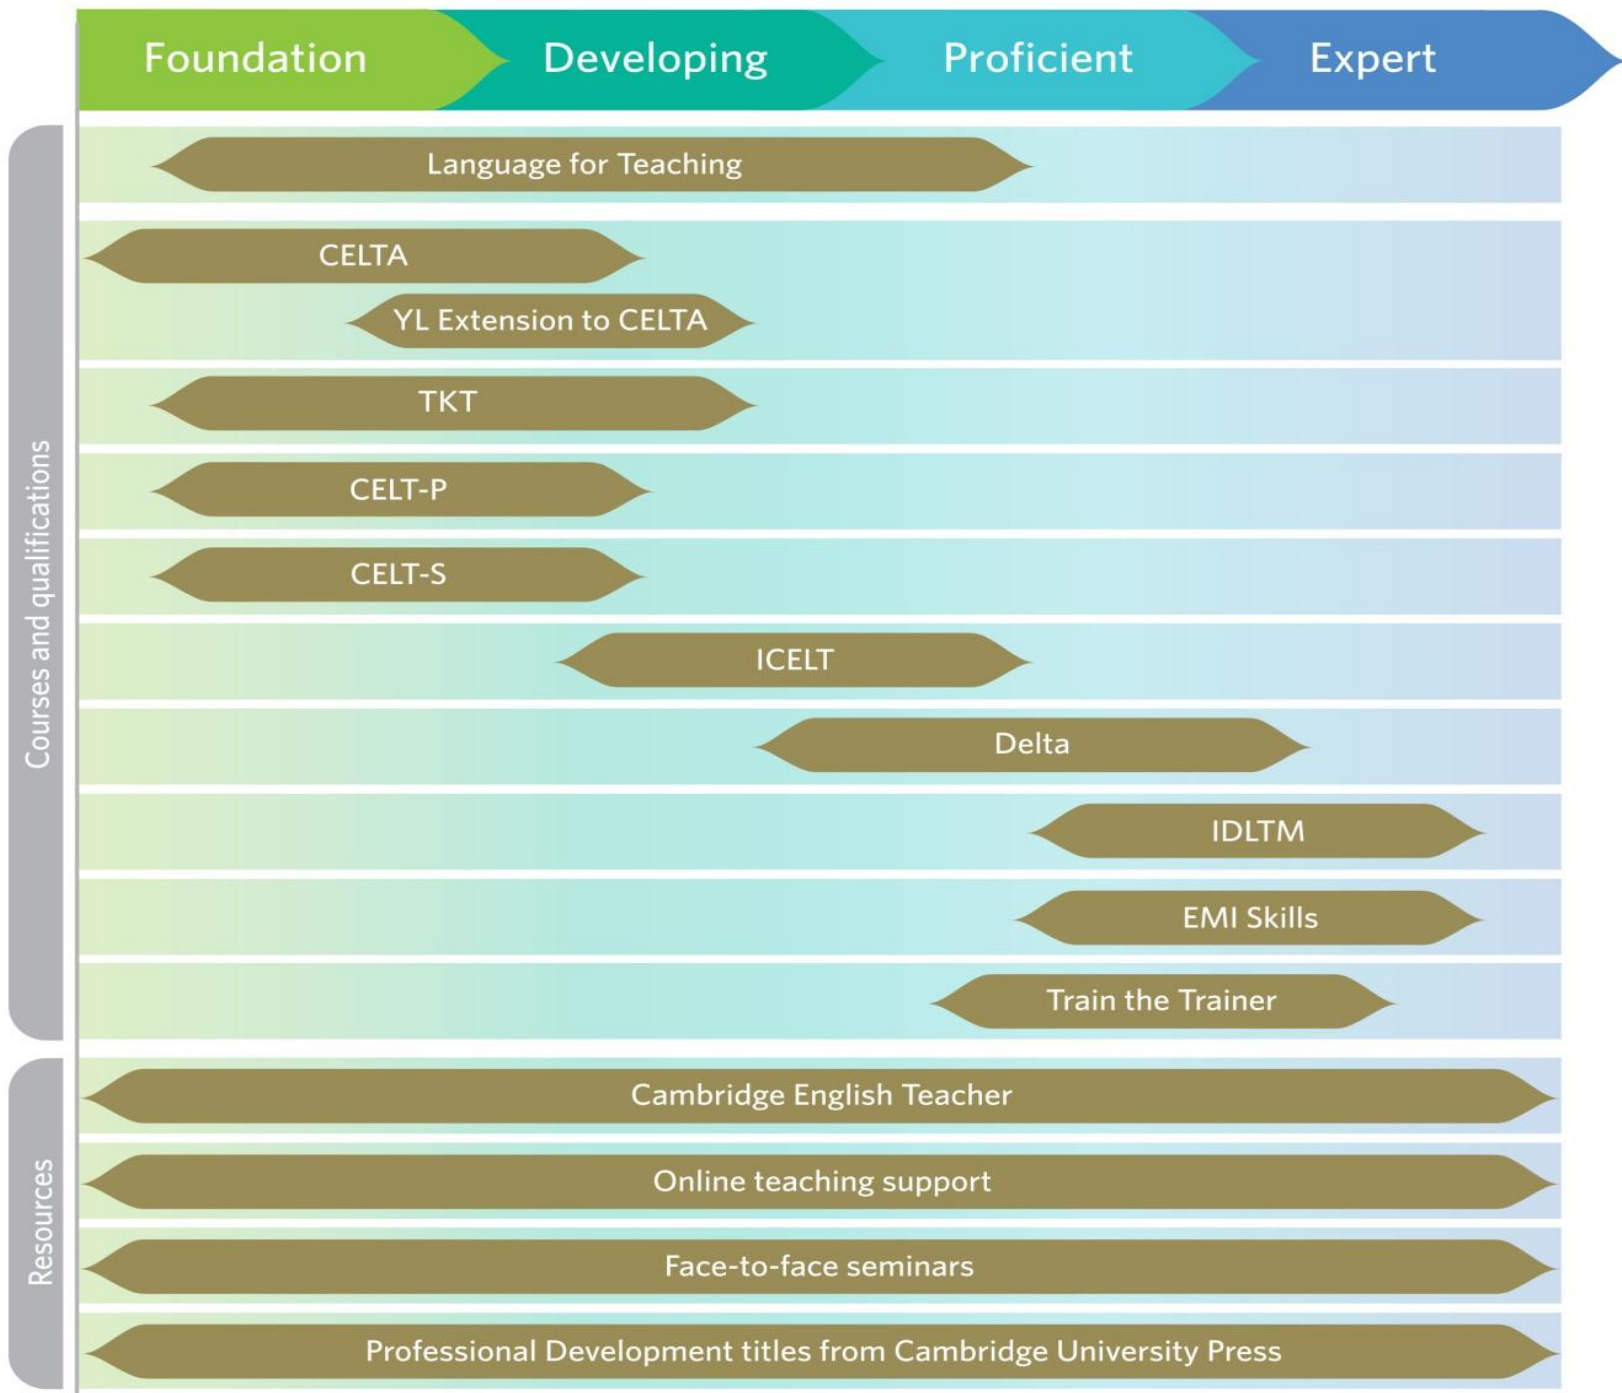 Foundation
Developing
Proficient
Expert
Courses and qualifications
Language for Teaching
CELTA
YL Extension to CELTA
TKT
CELT-P
CELT-S
ICELT
Delta
IDLTM
EMI Skills
Train the Trainer
Resources
Cambridge English Teacher
Online teaching support
Face-to-face seminars
Professional Development titles from Cambridge University Press